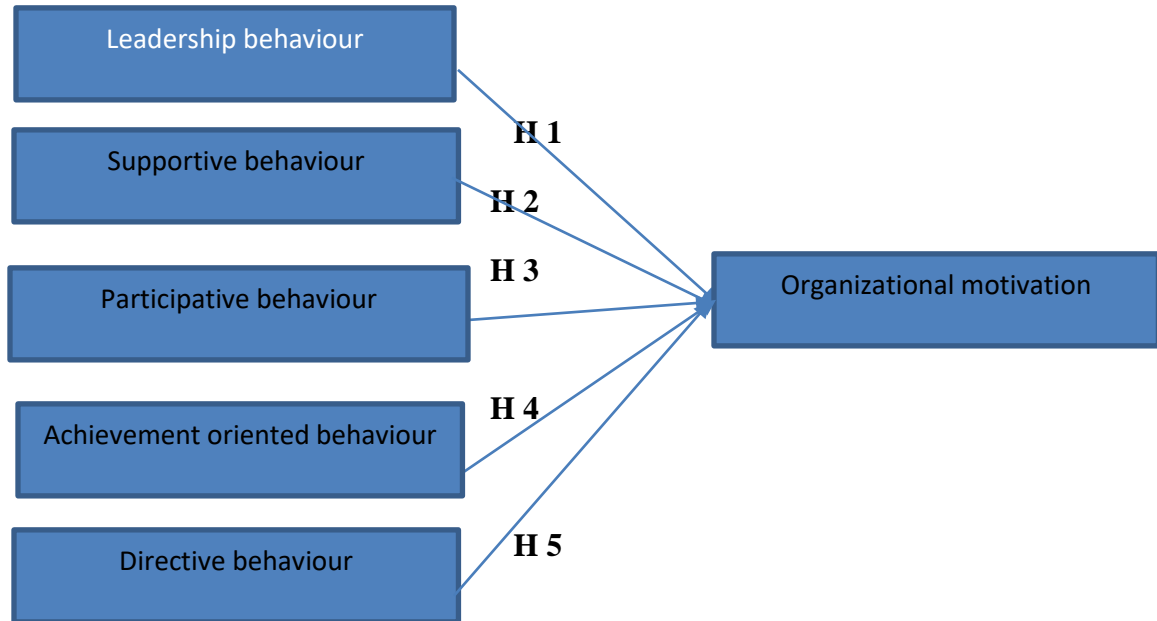 Leadership behaviour
H 1
Supportive behaviour
H 2
H 3
Participative behaviour
Organizational motivation
H 4
Achievement oriented behaviour
H 5
Directive behaviour